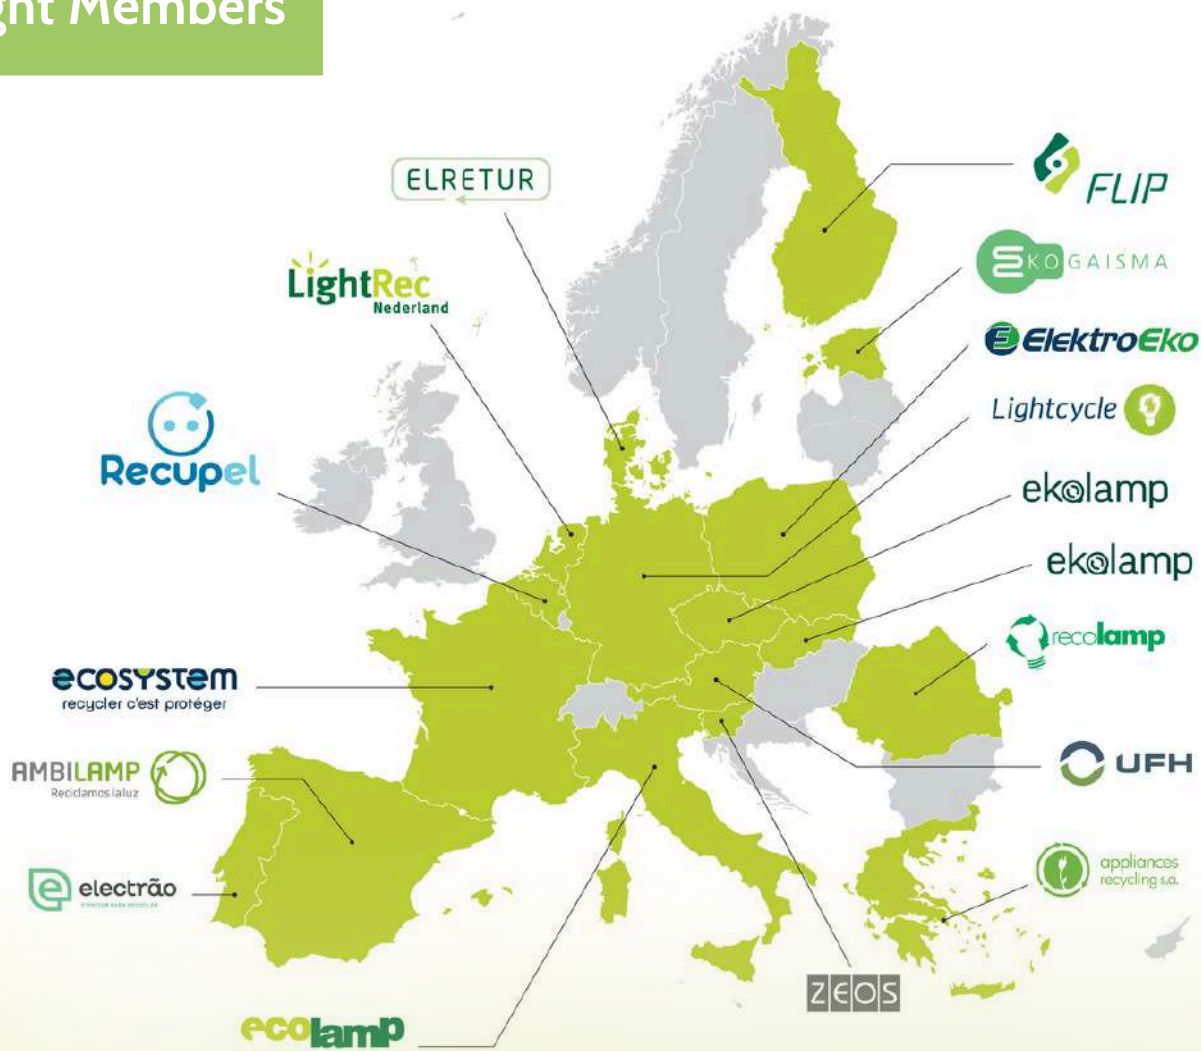 ght Members
ELRETUR
FLIP
EKOGAISMA
LightRec
Nederland
ElektroEko
Lightcycle
Recupel
ekolamp
ekolamp
recolamp
ecosystem
recycler c'est protéger
AMBILAMP
Reciclamos la luz
UFH
electrão
appliances
recycling s.a.
ZEOS
ecolamp